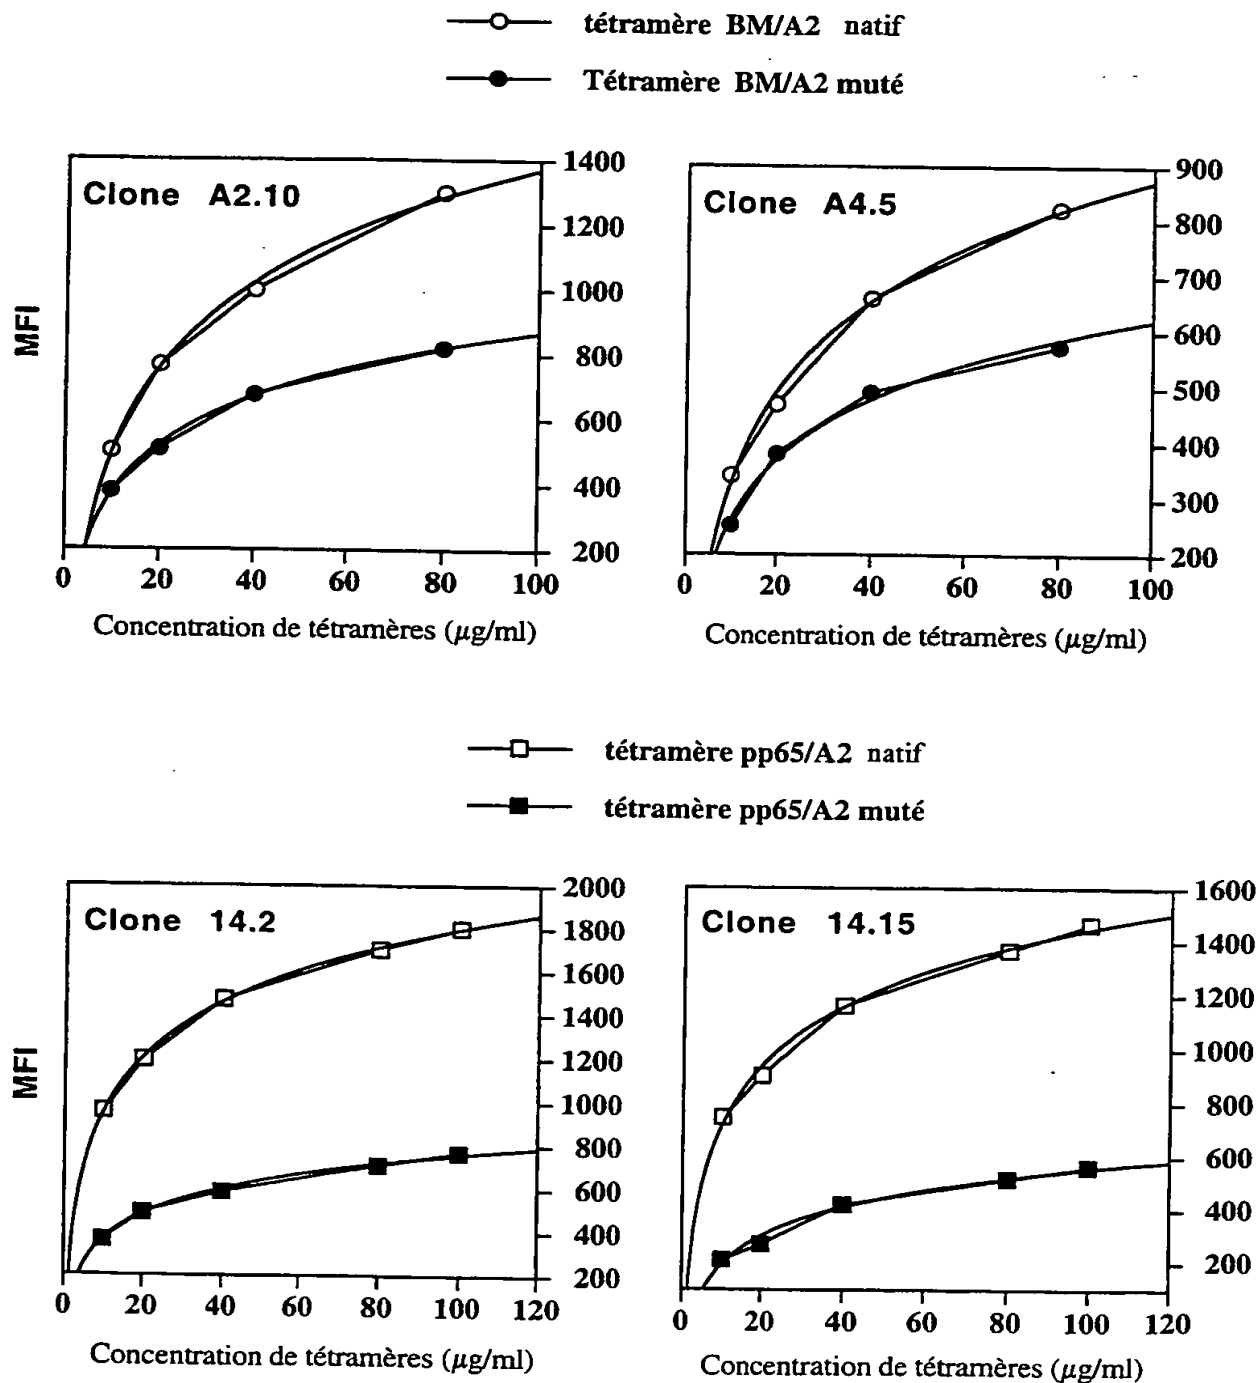 tétramère BM/A2 natif
Tétramère BM/A2 muté
Clone A2.10
MFI
1400
1200
1000
800
600
400
200
0 20 40 60 80 100
Concentration de tétramères (µg/ml)
Clone A4.5
900
800
700
600
500
400
300
200
0 20 40 60 80 100
Concentration de tétramères (µg/ml)
tétramère pp65/A2 natif
tétramère pp65/A2 muté
Clone 14.2
MFI
2000
1800
1600
1400
1200
1000
800
600
400
200
0 20 40 60 80 100 120
Concentration de tétramères (µg/ml)
Clone 14.15
1600
1400
1200
1000
800
600
400
200
0 20 40 60 80 100 120
Concentration de tétramères (µg/ml)